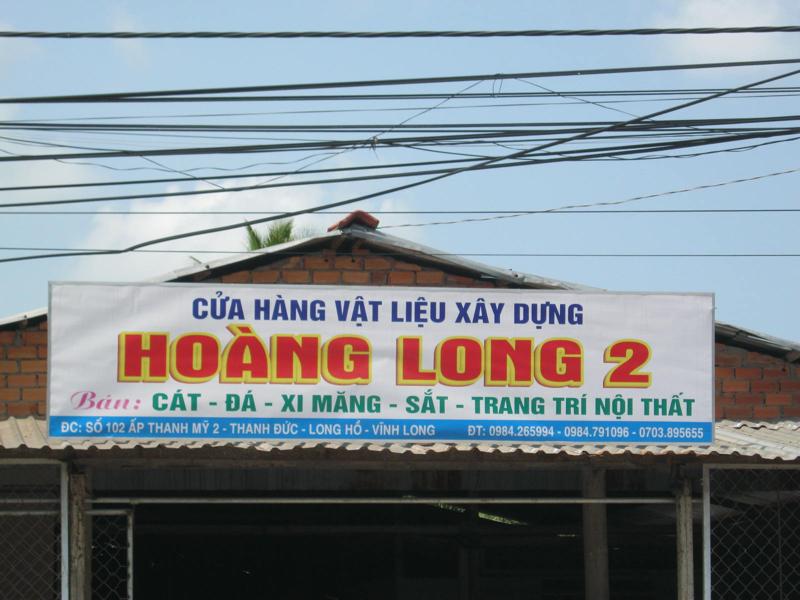 CỬA HÀNG VẬT LIỆU XÂY DỰNG
HOÀNG LONG 2
Bán: CÁT - ĐÁ - XI MĂNG - SẮT - TRANG TRÍ NỘI THẤT
ĐC: SỐ 102 ẤP THANH MỸ 2 - THANH ĐỨC - LONG HỒ - VĨNH LONG ĐT: 0984.265994 - 0984.791096 - 0703.895655